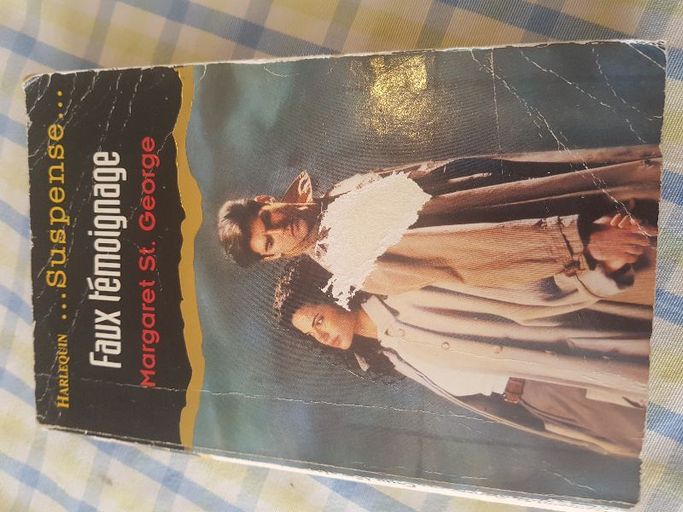 HARLEQUIN
...Suspense...
Faux témoignage
Margaret St. George